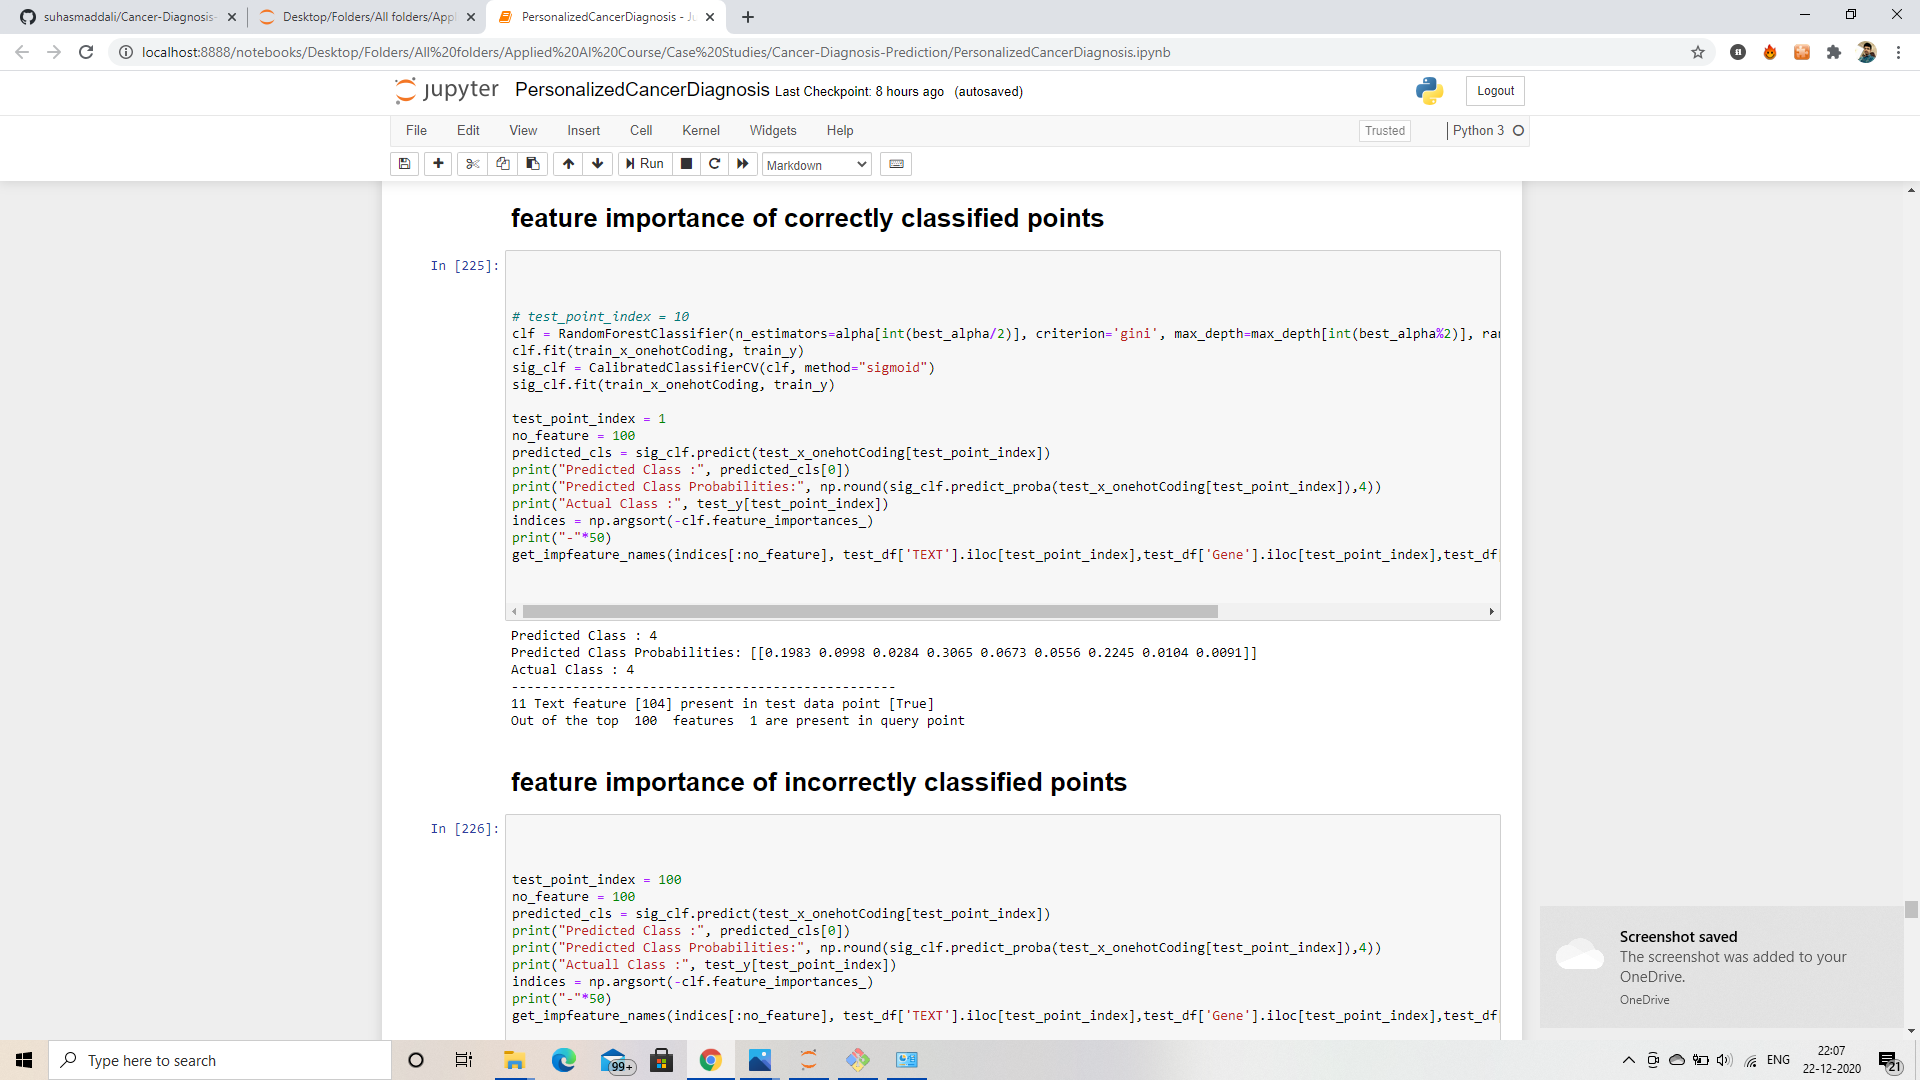 suhasmaddali/Cancer-Diagnosis-
Desktop/Folders/All folders/Appl
PersonalizedCancerDiagnosis - Ju
localhost:8888/notebooks/Desktop/Folders/All%20folders/Applied%20AI%20Course/Case%20Studies/Cancer-Diagnosis-Prediction/PersonalizedCancerDiagnosis.ipynb
jupyter PersonalizedCancerDiagnosis Last Checkpoint: 8 hours ago (autosaved)
Logout
File Edit View Insert Cell Kernel Widgets Help
Trusted
Python 3
Run
Markdown
feature importance of correctly classified points
In [225]:
# test_point_index = 10
clf = RandomForestClassifier(n_estimators=alpha[int(best_alpha/2)], criterion='gini', max_depth=max_depth[int(best_alpha%2)], ran
clf.fit(train_x_onehotCoding, train_y)
sig_clf = CalibratedClassifierCV(clf, method="sigmoid")
sig_clf.fit(train_x_onehotCoding, train_y)
test_point_index = 1
no_feature = 100
predicted_cls = sig_clf.predict(test_x_onehotCoding[test_point_index])
print("Predicted Class :", predicted_cls[0])
print("Predicted Class Probabilities:", np.round(sig_clf.predict_proba(test_x_onehotCoding[test_point_index]),4))
print("Actual Class :", test_y[test_point_index])
indices = np.argsort(-clf.feature_importances_)
print("-"*50)
get_impfeature_names(indices[:no_feature], test_df['TEXT'].iloc[test_point_index],test_df['Gene'].iloc[test_point_index],test_df[
Predicted Class : 4
Predicted Class Probabilities: [[0.1983 0.0998 0.0284 0.3065 0.0673 0.0556 0.2245 0.0104 0.0091]]
Actual Class : 4
--------------------------------------------------
11 Text feature [104] present in test data point [True]
Out of the top  100  features  1 are present in query point
feature importance of incorrectly classified points
In [226]:
test_point_index = 100
no_feature = 100
predicted_cls = sig_clf.predict(test_x_onehotCoding[test_point_index])
print("Predicted Class :", predicted_cls[0])
print("Predicted Class Probabilities:", np.round(sig_clf.predict_proba(test_x_onehotCoding[test_point_index]),4))
print("Actuall Class :", test_y[test_point_index])
indices = np.argsort(-clf.feature_importances_)
print("-"*50)
get_impfeature_names(indices[:no_feature], test_df['TEXT'].iloc[test_point_index],test_df['Gene'].iloc[test_point_index],test_df[
Screenshot saved
The screenshot was added to your
OneDrive.
OneDrive
Type here to search
99+
ENG
22:07
22-12-2020
21